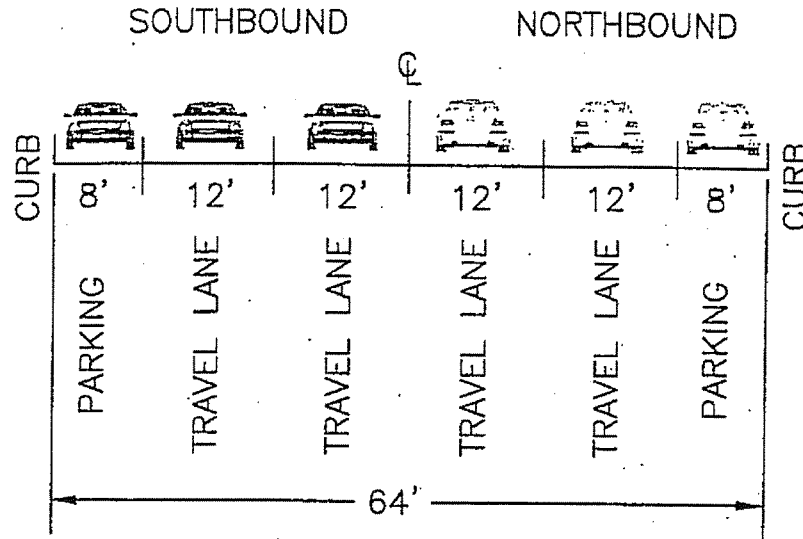 SOUTHBOUND NORTHBOUND
℄
CURB 8' 12' 12' 12' 12' 8' CURB
PARKING
TRAVEL LANE
TRAVEL LANE
TRAVEL LANE
TRAVEL LANE
PARKING
64'